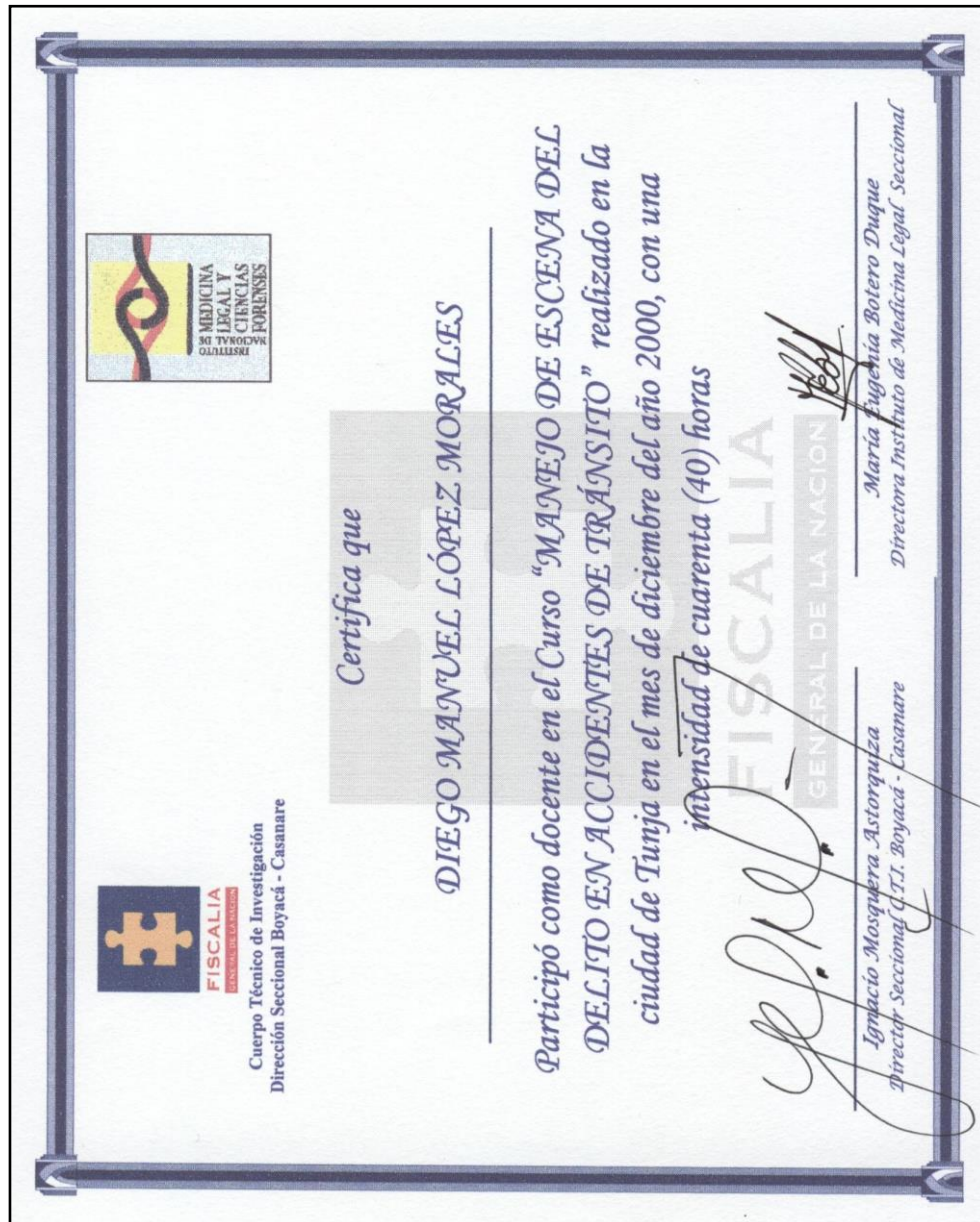 FISCALIA
GENERAL DE LA NACION
Cuerpo Técnico de Investigación
Dirección Seccional Boyacá - Casanare
INSTITUTO
NACIONAL
DE MEDICINA
LEGAL Y
CIENCIAS
FORENSES
Certifica que
DIEGO MANUEL LÓPEZ MORALES
Participó como docente en el Curso "MANEJO DE ESCENA DEL
DELITO EN ACCIDENTES DE TRÁNSITO" realizado en la
ciudad de Tunja en el mes de diciembre del año 2000, con una
intensidad de cuarenta (40) horas
FISCALIA
GENERAL DE LA NACION
Ignacio Mosquera Astorquiza
Director Seccional C.T.I. Boyacá - Casanare
María Eugenia Botero Duque
Directora Instituto de Medicina Legal Seccional